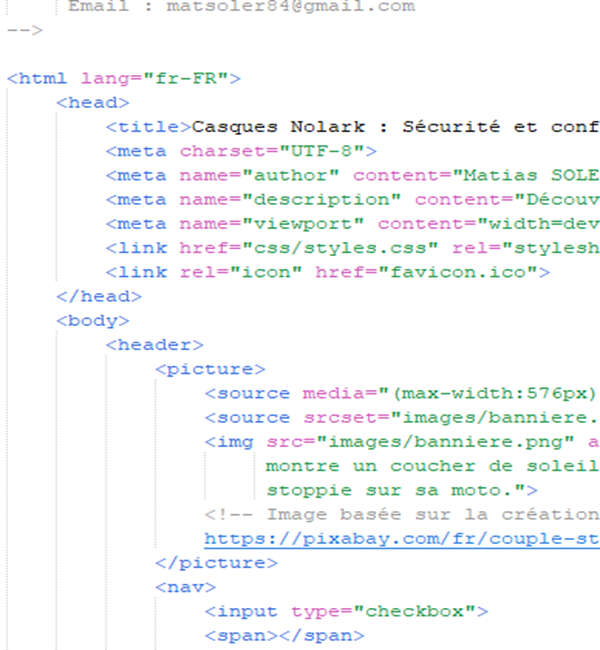 Email : matsoler84@gmail.com
-->
<html lang="fr-FR">
<head>
<title>Casques Nolark : Sécurité et conf
<meta charset="UTF-8">
<meta name="author" content="Matias SOLE
<meta name="description" content="Découv
<meta name="viewport" content="width=dev
<link href="css/styles.css" rel="stylesh
<link rel="icon" href="favicon.ico">
</head>
<body>
<header>
<picture>
<source media="(max-width:576px)
<source srcset="images/banniere.
<img src="images/banniere.png" a
montre un coucher de soleil
stoppie sur sa moto.">
<!-- Image basée sur la création
https://pixabay.com/fr/couple-st
</picture>
<nav>
<input type="checkbox">
<span></span>